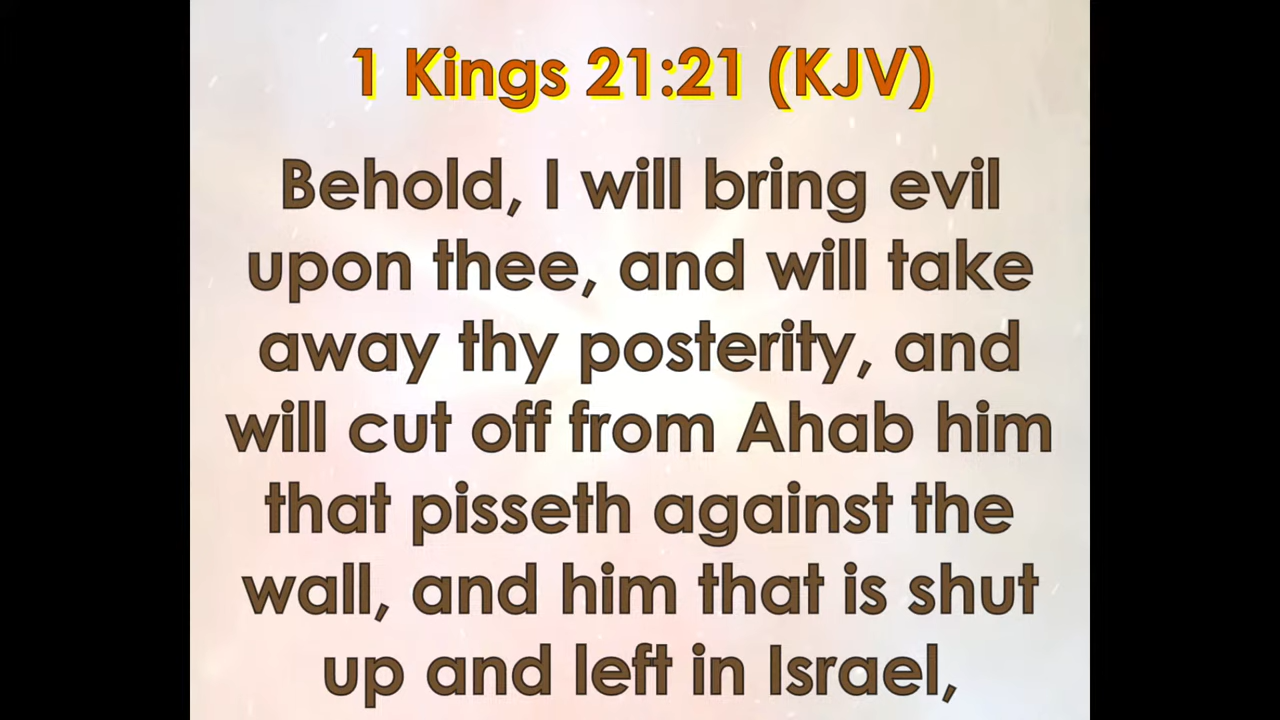 1 Kings 21:21 (KJV)
Behold, I will bring evil
upon thee, and will take
away thy posterity, and
will cut off from Ahab him
that pisseth against the
wall, and him that is shut
up and left in Israel,